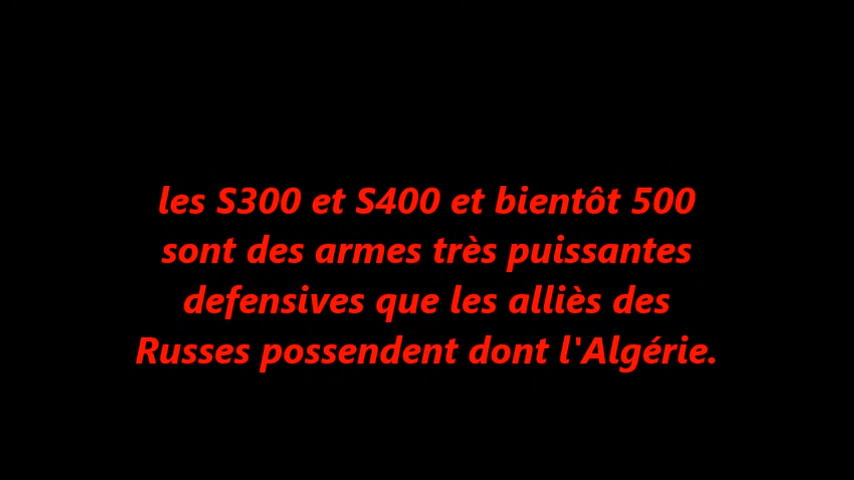 les S300 et S400 et bientôt 500
sont des armes très puissantes
defensives que les alliès des
Russes possendent dont l'Algérie.